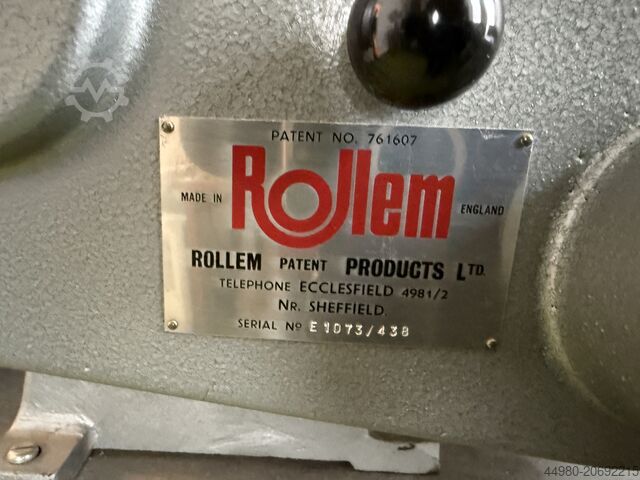 PATENT NO. 761607
MADE IN Rollem ENGLAND
ROLLEM PATENT PRODUCTS LTD.
TELEPHONE ECCLESFIELD 4981/2
NR. SHEFFIELD.
SERIAL NO E1073/438
44980-20692215